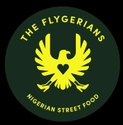 THE FLYGERIANS
NIGERIAN STREET FOOD